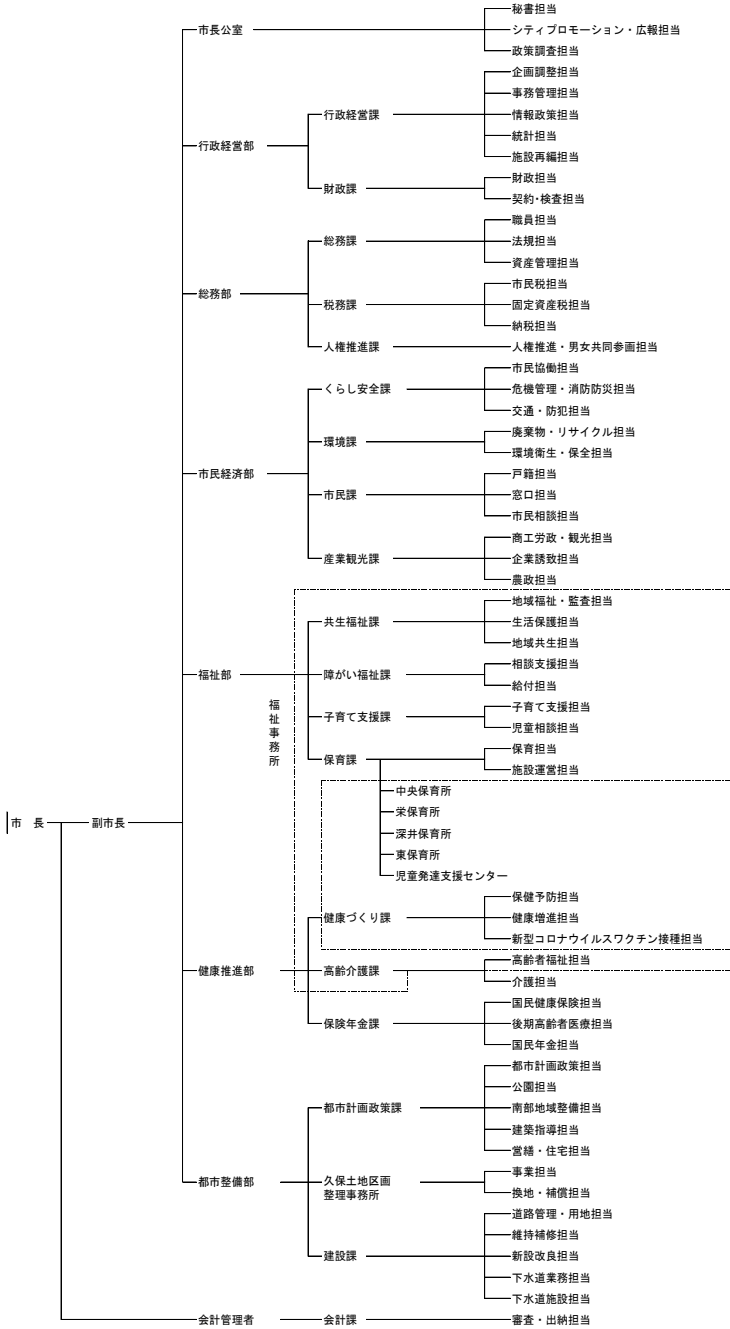 秘書担当
市長公室
シティプロモーション・広報担当
政策調査担当
企画調整担当
事務管理担当
行政経営課
情報政策担当
統計担当
行政経営部
施設再編担当
財政担当
財政課
契約・検査担当
職員担当
総務課
法規担当
資産管理担当
市民税担当
総務部
税務課
固定資産税担当
納税担当
人権推進課
人権推進・男女共同参画担当
市民協働担当
くらし安全課
危機管理・消防防災担当
交通・防犯担当
廃棄物・リサイクル担当
環境課
環境衛生・保全担当
市民経済部
戸籍担当
市民課
窓口担当
市民相談担当
商工労政・観光担当
産業観光課
企業誘致担当
農政担当
地域福祉・監査担当
共生福祉課
生活保護担当
地域共生担当
相談支援担当
福祉部
障がい福祉課
給付担当
福祉事務所
子育て支援担当
子育て支援課
児童相談担当
保育担当
保育課
施設運営担当
中央保育所
栄保育所
市 長
副市長
深井保育所
東保育所
児童発達支援センター
保健予防担当
健康づくり課
健康増進担当
新型コロナウイルスワクチン接種担当
高齢者福祉担当
健康推進部
高齢介護課
介護担当
国民健康保険担当
保険年金課
後期高齢者医療担当
国民年金担当
都市計画政策担当
公園担当
都市計画政策課
南部地域整備担当
建築指導担当
営繕・住宅担当
事業担当
都市整備部
久保土地区画
整理事務所
換地・補償担当
道路管理・用地担当
維持補修担当
建設課
新設改良担当
下水道業務担当
下水道施設担当
会計管理者
会計課
審査・出納担当